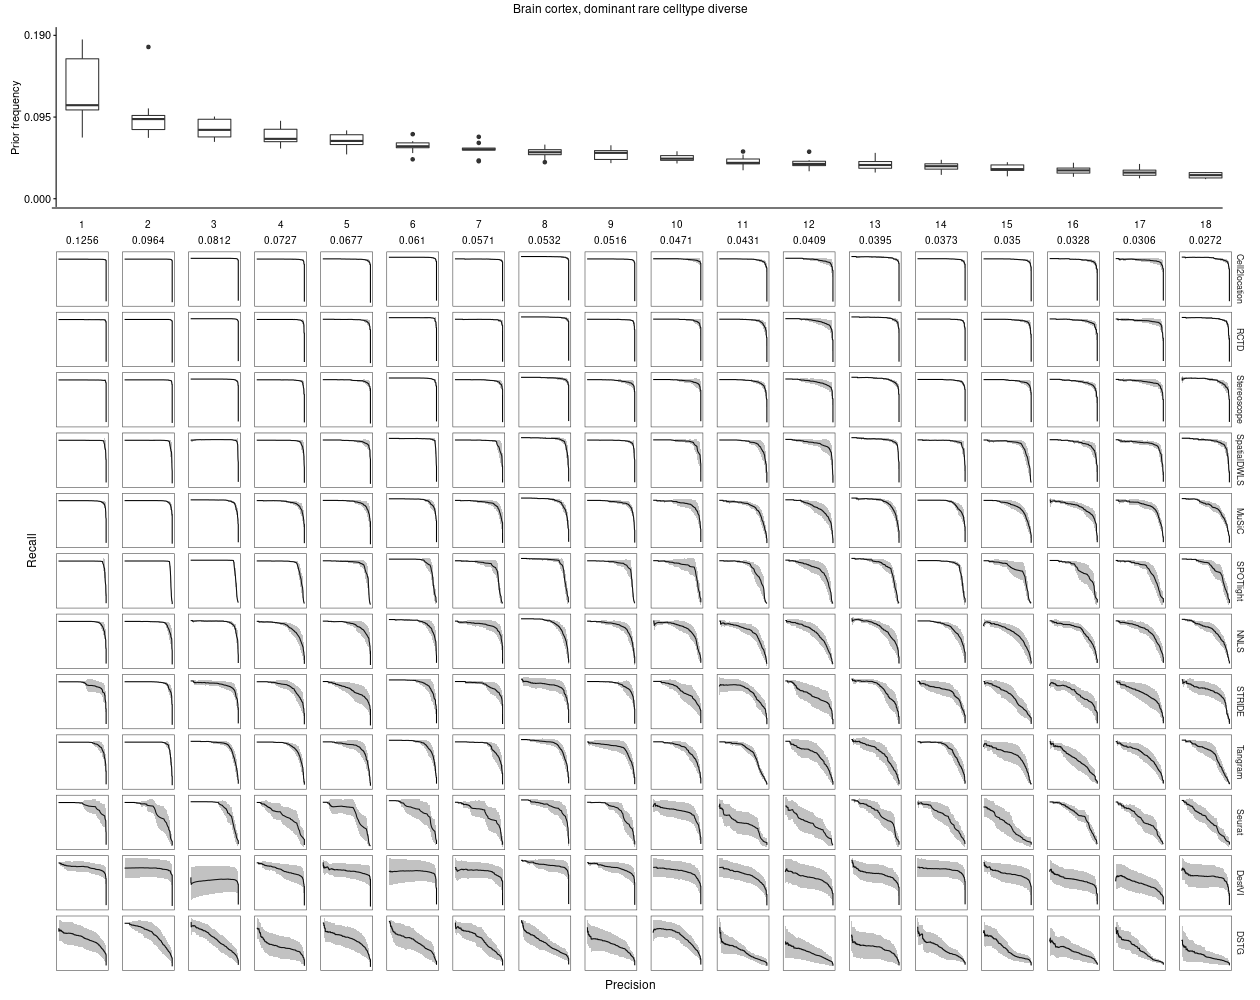 Brain cortex, dominant rare celltype diverse
Prior frequency
0.190
0.095
0.000
1 2 3 4 5 6 7 8 9 10 11 12 13 14 15 16 17 18
0.1256 0.0964 0.0812 0.0727 0.0677 0.061 0.0571 0.0532 0.0516 0.0471 0.0431 0.0409 0.0395 0.0373 0.035 0.0328 0.0306 0.0272
Recall
Cell2location
RCTD
Stereoscope
SpatialDWLS
MuSiC
SPOTlight
NNLS
STRIDE
Tangram
Seurat
DestVI
DSTG
Precision